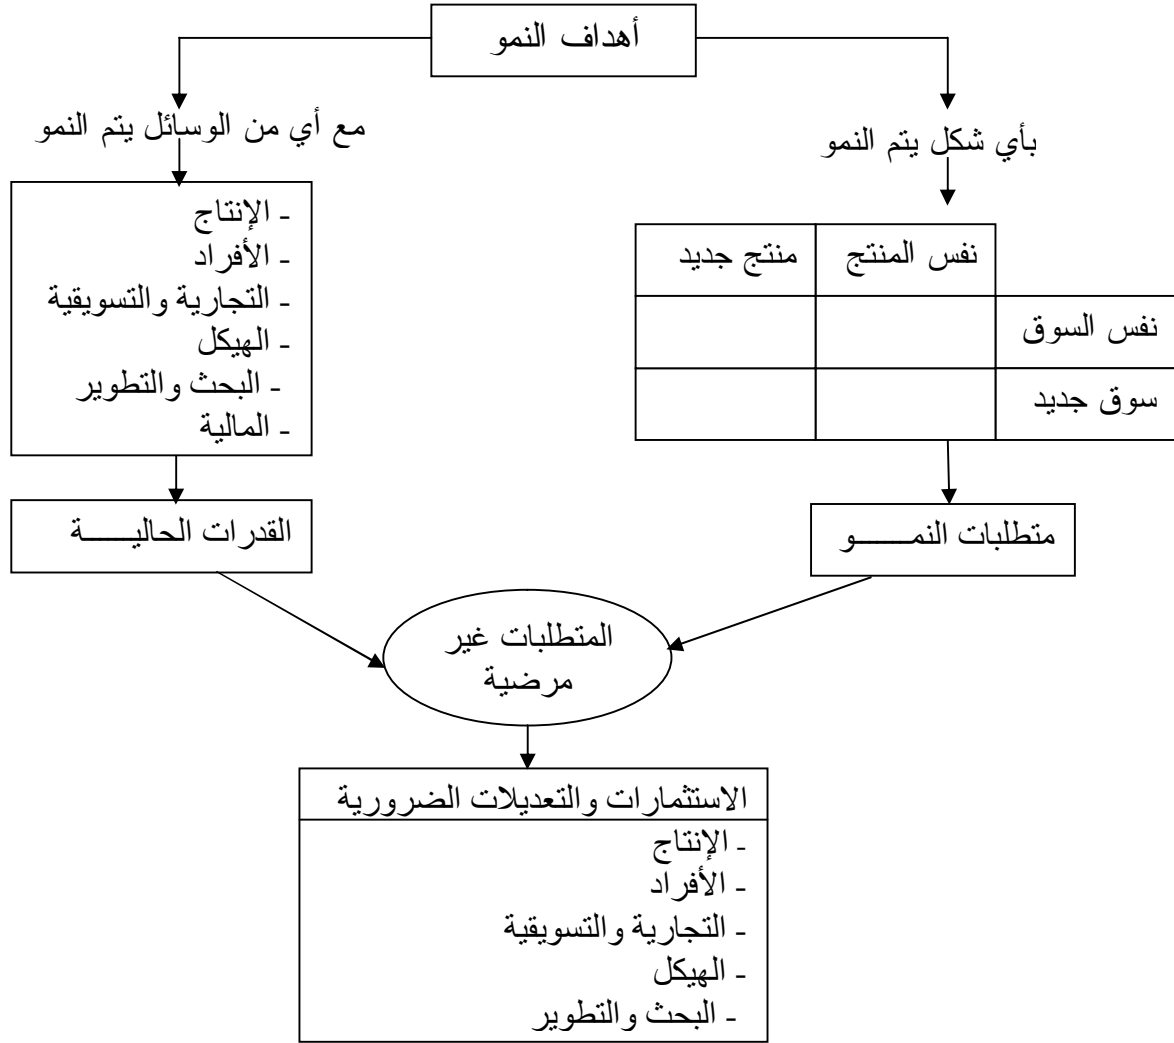 أهداف النمو
بأي شكل يتم النمو
مع أي من الوسائل يتم النمو
نفس المنتج
منتج جديد
نفس السوق
سوق جديد
- الإنتاج
- الأفراد
- التجارية والتسويقية
- الهيكل
- البحث والتطوير
- المالية
متطلبات النمـــــــو
القدرات الحاليــــــة
المتطلبات غير
مرضية
الاستثمارات والتعديلات الضرورية
- الإنتاج
- الأفراد
- التجارية والتسويقية
- الهيكل
- البحث والتطوير